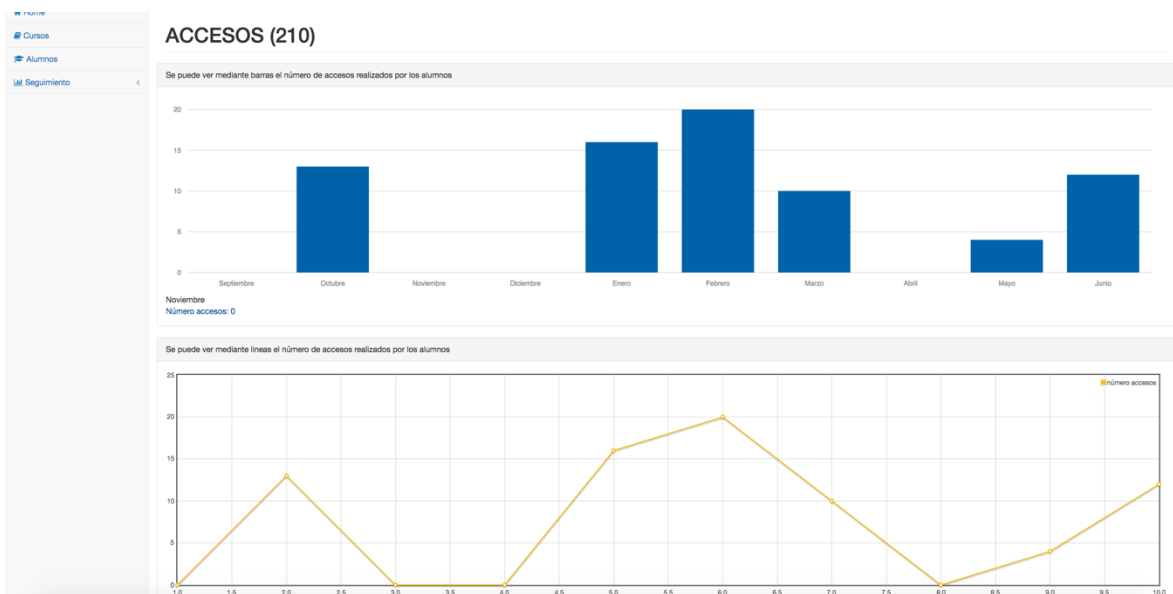 Home
Cursos
Alumnos
Seguimiento
ACCESOS (210)
Se puede ver mediante barras el número de accesos realizados por los alumnos
20
15
10
5
0
Septiembre Octubre Noviembre Diciembre Enero Febrero Marzo Abril Mayo Junio
Noviembre
Número accesos: 0
Se puede ver mediante lineas el número de accesos realizados por los alumnos
número accesos
25
20
15
10
5
0
1.0 1.5 2.0 2.5 3.0 3.5 4.0 4.5 5.0 5.5 6.0 6.5 7.0 7.5 8.0 8.5 9.0 9.5 10.0